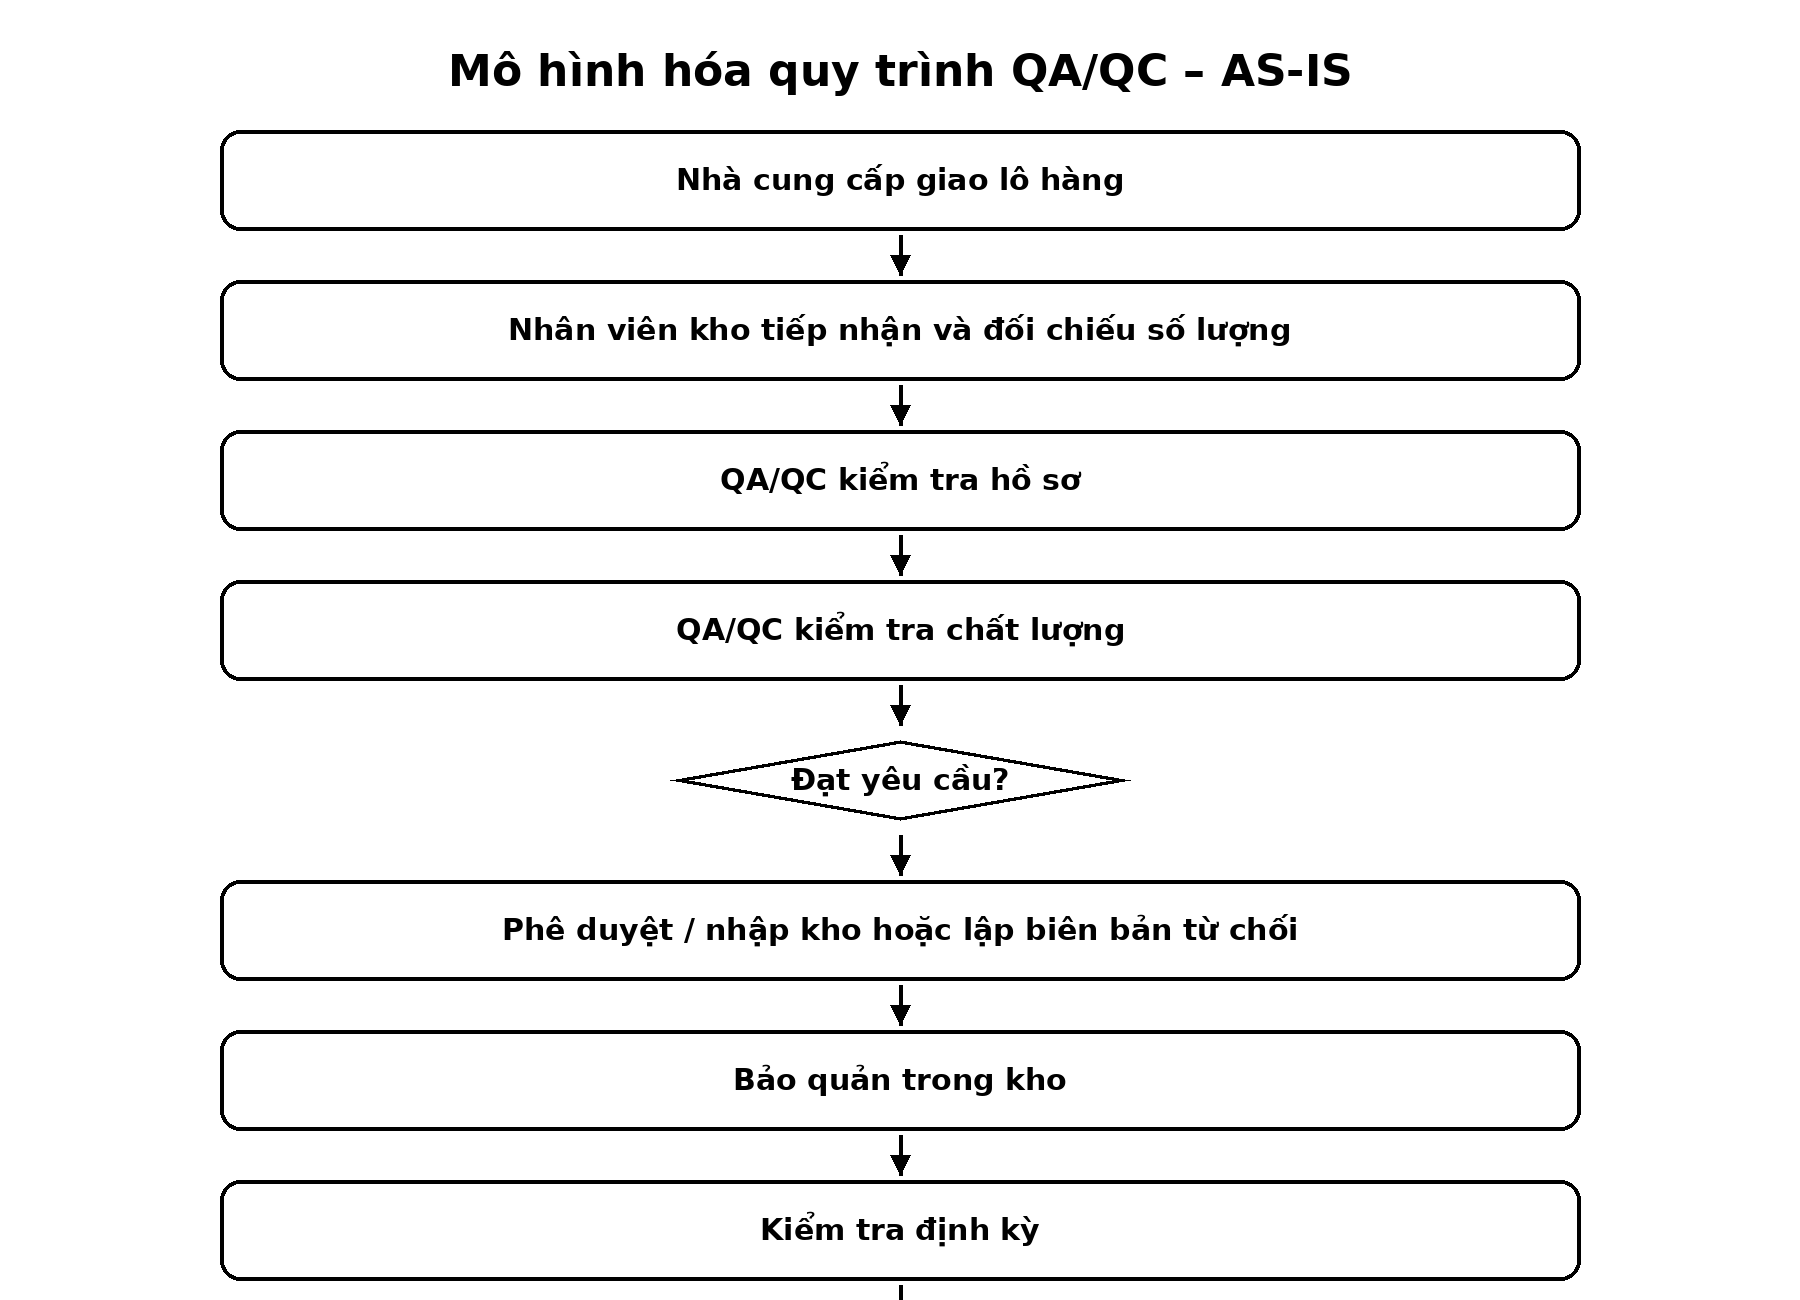 Mô hình hóa quy trình QA/QC – AS-IS
Nhà cung cấp giao lô hàng
Nhân viên kho tiếp nhận và đối chiếu số lượng
QA/QC kiểm tra hồ sơ
QA/QC kiểm tra chất lượng
Đạt yêu cầu?
Phê duyệt / nhập kho hoặc lập biên bản từ chối
Bảo quản trong kho
Kiểm tra định kỳ